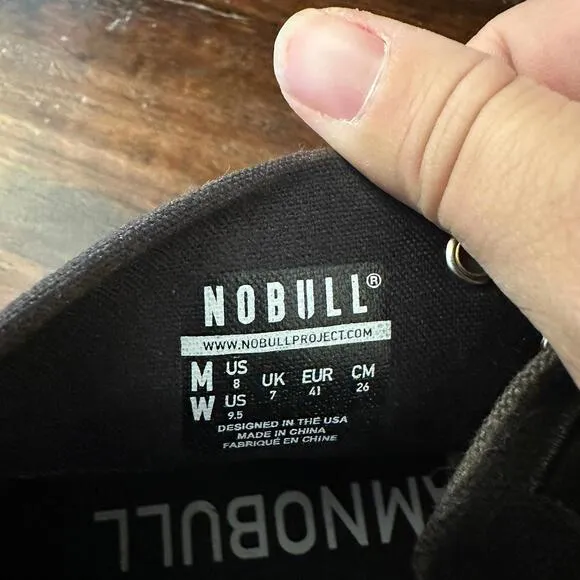 NOBULL®
WWW.NOBULLPROJECT.COM
M US 8 UK 7 EUR 41 CM 26
W US 9.5
DESIGNED IN THE USA
MADE IN CHINA
FABRIQUÉ EN CHINE
AMNOBULL